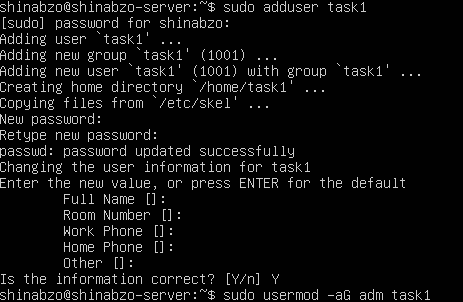 shinabzo@shinabzo-server:~$ sudo adduser task1
[sudo] password for shinabzo:
Adding user `task1' ...
Adding new group `task1' (1001) ...
Adding new user `task1' (1001) with group `task1' ...
Creating home directory `/home/task1' ...
Copying files from `/etc/skel' ...
New password:
Retype new password:
passwd: password updated successfully
Changing the user information for task1
Enter the new value, or press ENTER for the default
        Full Name []:
        Room Number []:
        Work Phone []:
        Home Phone []:
        Other []:
Is the information correct? [Y/n] Y
shinabzo@shinabzo-server:~$ sudo usermod -aG adm task1